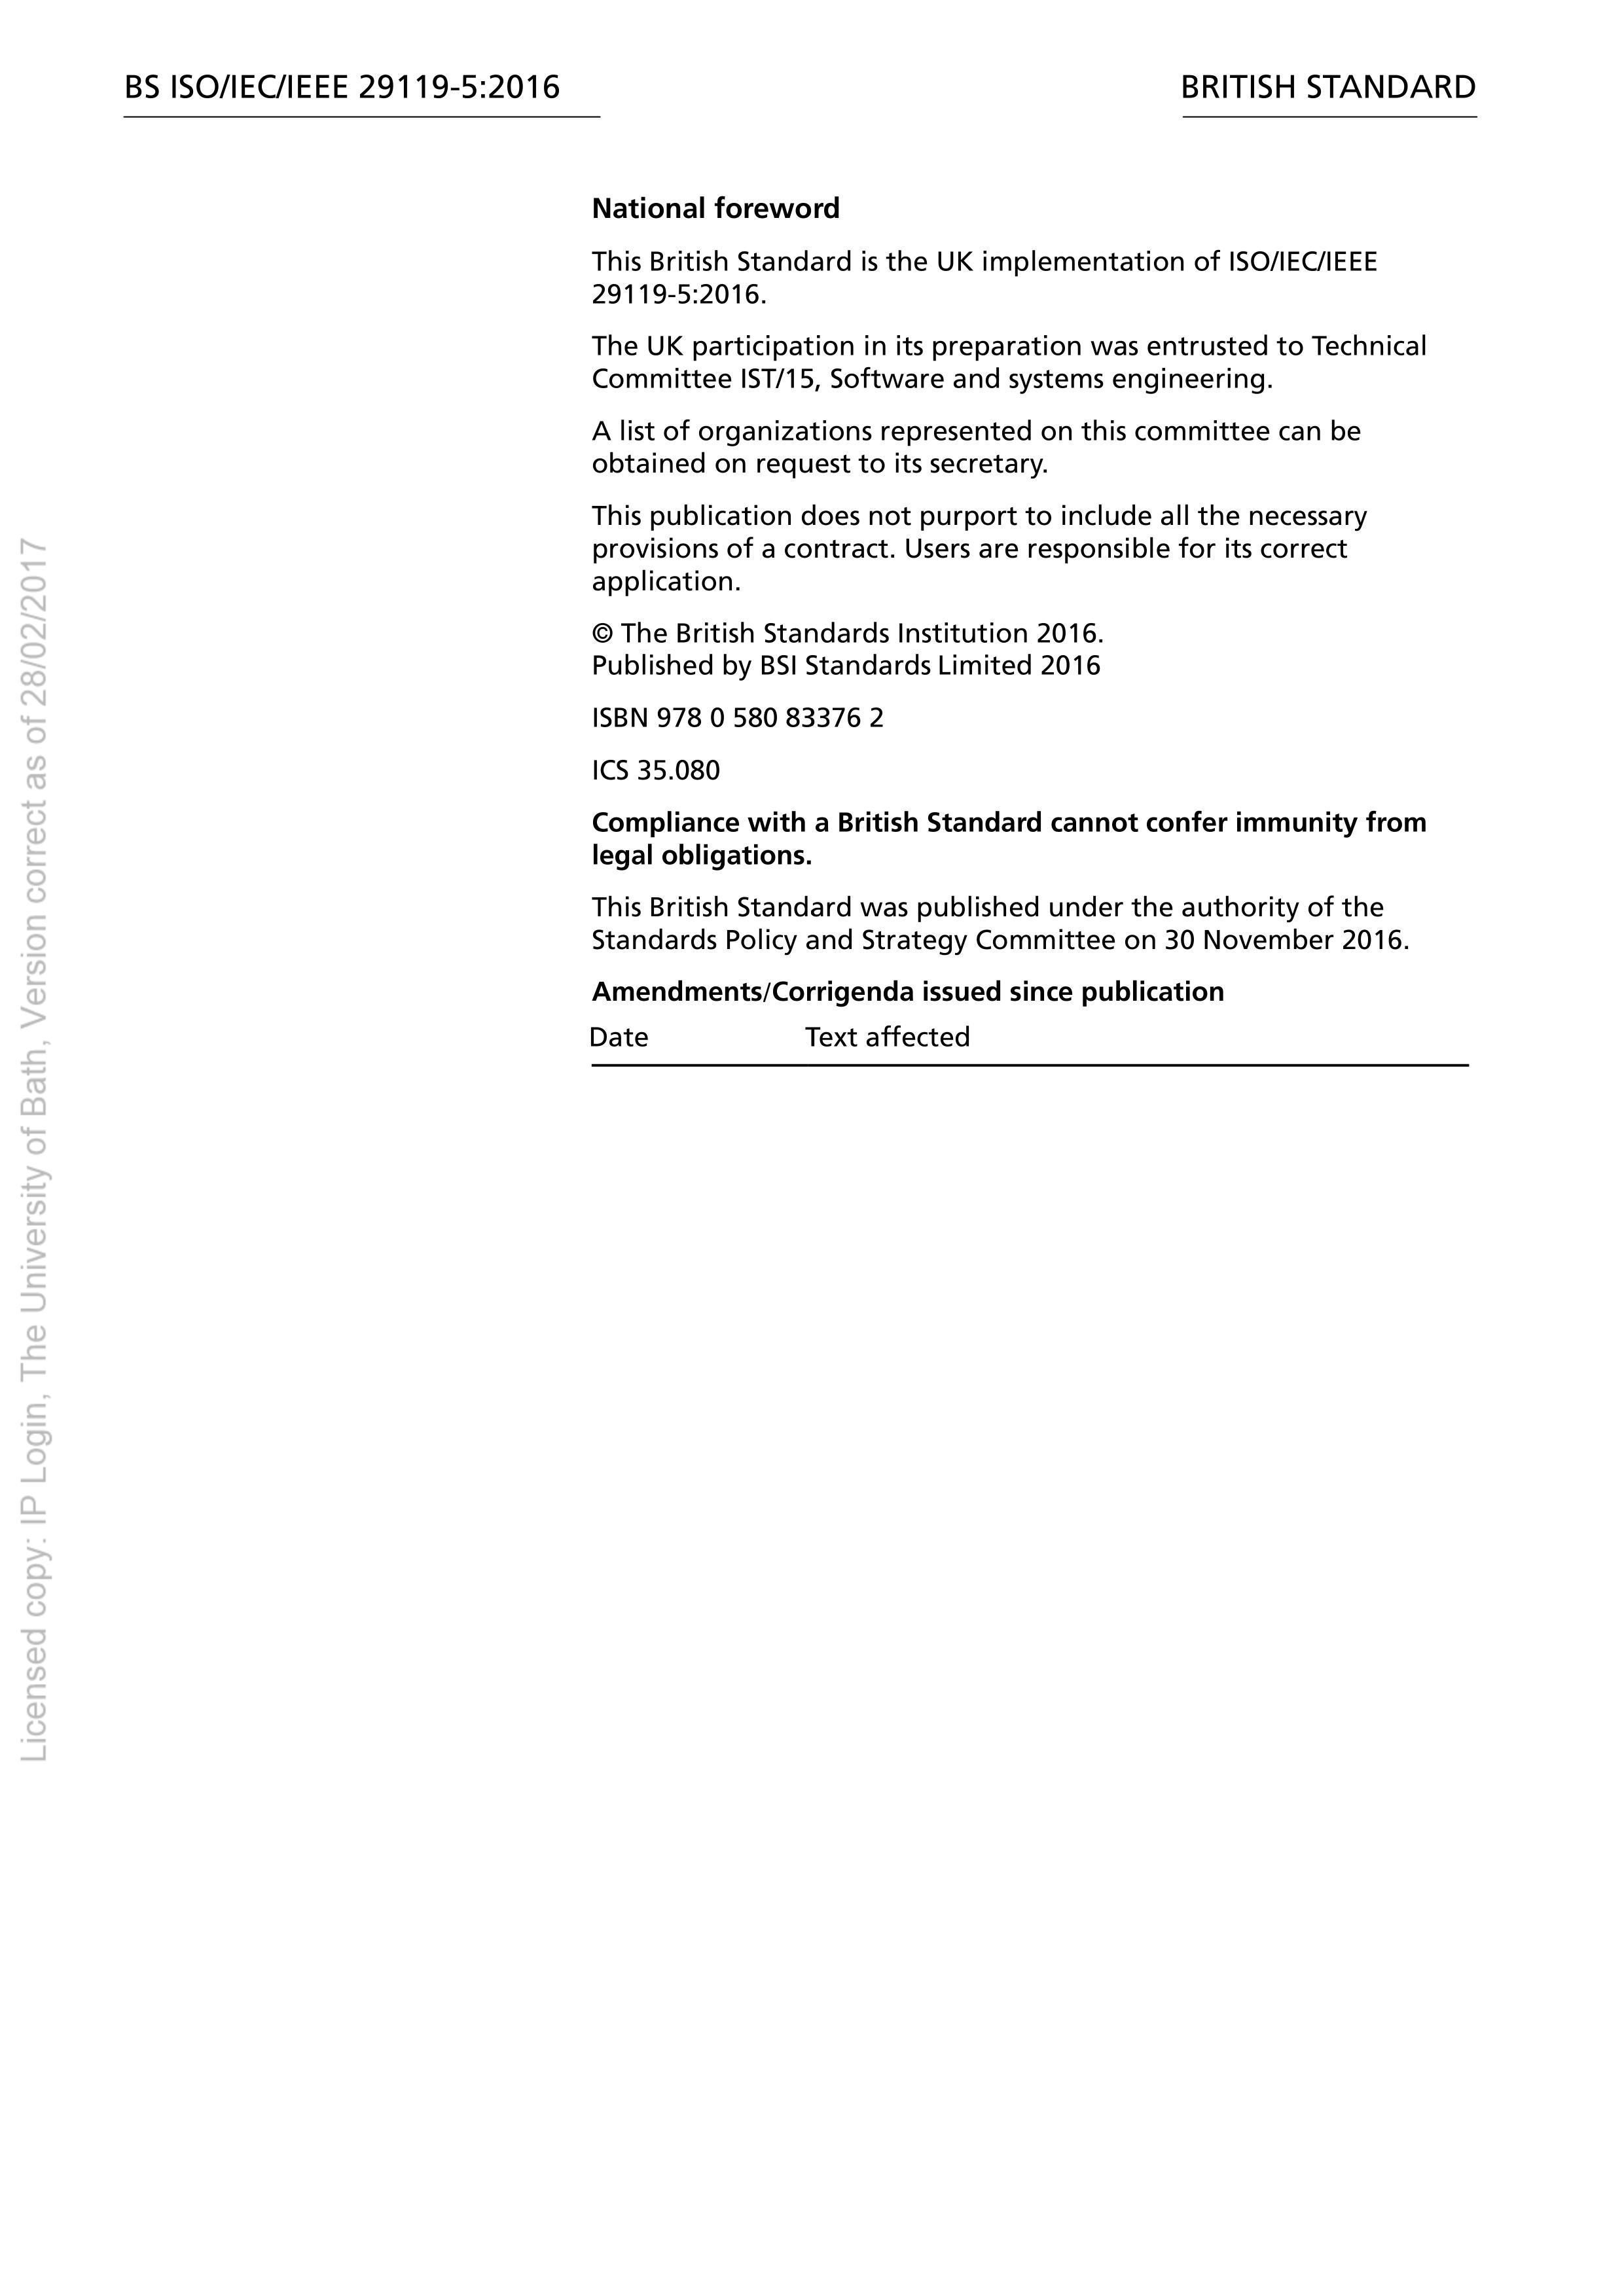 BS ISO/IEC/IEEE 29119-5:2016
BRITISH STANDARD
National foreword
This British Standard is the UK implementation of ISO/IEC/IEEE
29119-5:2016.
The UK participation in its preparation was entrusted to Technical
Committee IST/15, Software and systems engineering.
A list of organizations represented on this committee can be
obtained on request to its secretary.
This publication does not purport to include all the necessary
provisions of a contract. Users are responsible for its correct
application.
© The British Standards Institution 2016.
Published by BSI Standards Limited 2016
ISBN 978 0 580 83376 2
ICS 35.080
Compliance with a British Standard cannot confer immunity from
legal obligations.
This British Standard was published under the authority of the
Standards Policy and Strategy Committee on 30 November 2016.
Amendments/Corrigenda issued since publication
Date Text affected
Licensed copy: IP Login, The University of Bath, Version correct as of 28/02/2017